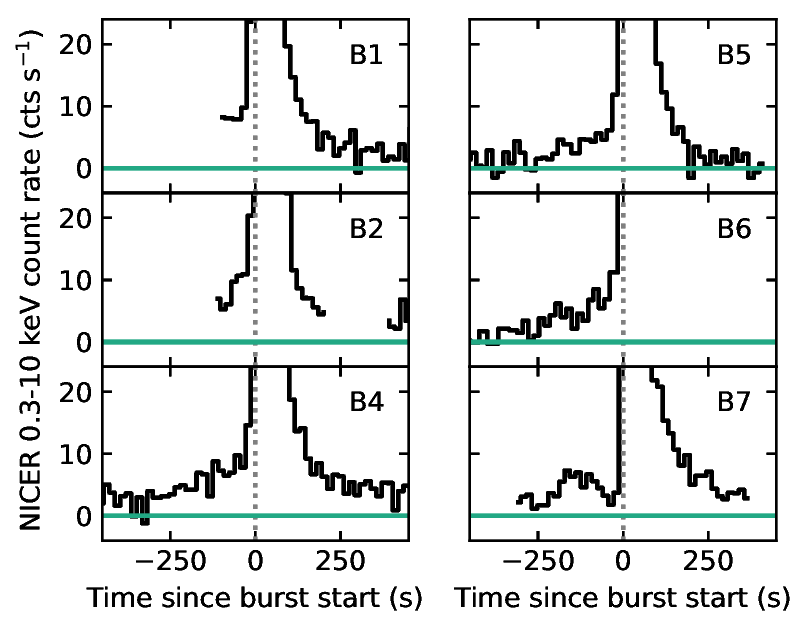 NICER 0.3-10 keV count rate (cts s⁻¹)
20
10
0
B1
B5
20
10
0
B2
B6
20
10
0
B4
B7
−250 0 250
−250 0 250
Time since burst start (s)
Time since burst start (s)